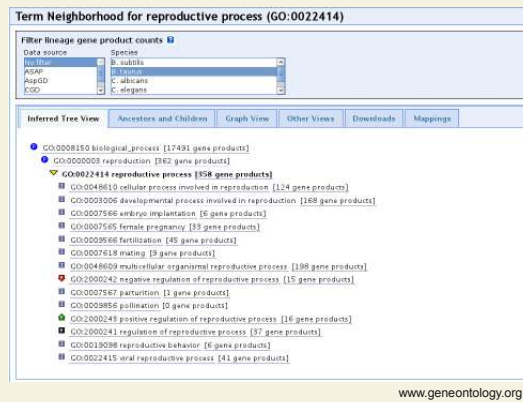 Term Neighborhood for reproductive process (GO:0022414)
Filter lineage gene product counts
Data source Species
No filter B. subtilis
ASAP B. taurus
AspGD C. albicans
CGD C. elegans
Inferred Tree View Ancestors and Children Graph View Other Views Downloads Mappings
GO:0008150 biological_process [17491 gene products]
GO:0000003 reproduction [362 gene products]
GO:0022414 reproductive process [358 gene products]
GO:0048610 cellular process involved in reproduction [124 gene products]
GO:0003006 developmental process involved in reproduction [168 gene products]
GO:0007566 embryo implantation [6 gene products]
GO:0007565 female pregnancy [33 gene products]
GO:0009566 fertilization [45 gene products]
GO:0007618 mating [9 gene products]
GO:0048609 multicellular organismal reproductive process [198 gene products]
GO:2000242 negative regulation of reproductive process [15 gene products]
GO:0007567 parturition [1 gene products]
GO:0009856 pollination [0 gene products]
GO:2000243 positive regulation of reproductive process [16 gene products]
GO:2000241 regulation of reproductive process [37 gene products]
GO:0019098 reproductive behavior [6 gene products]
GO:0022415 viral reproductive process [41 gene products]
www.geneontology.org